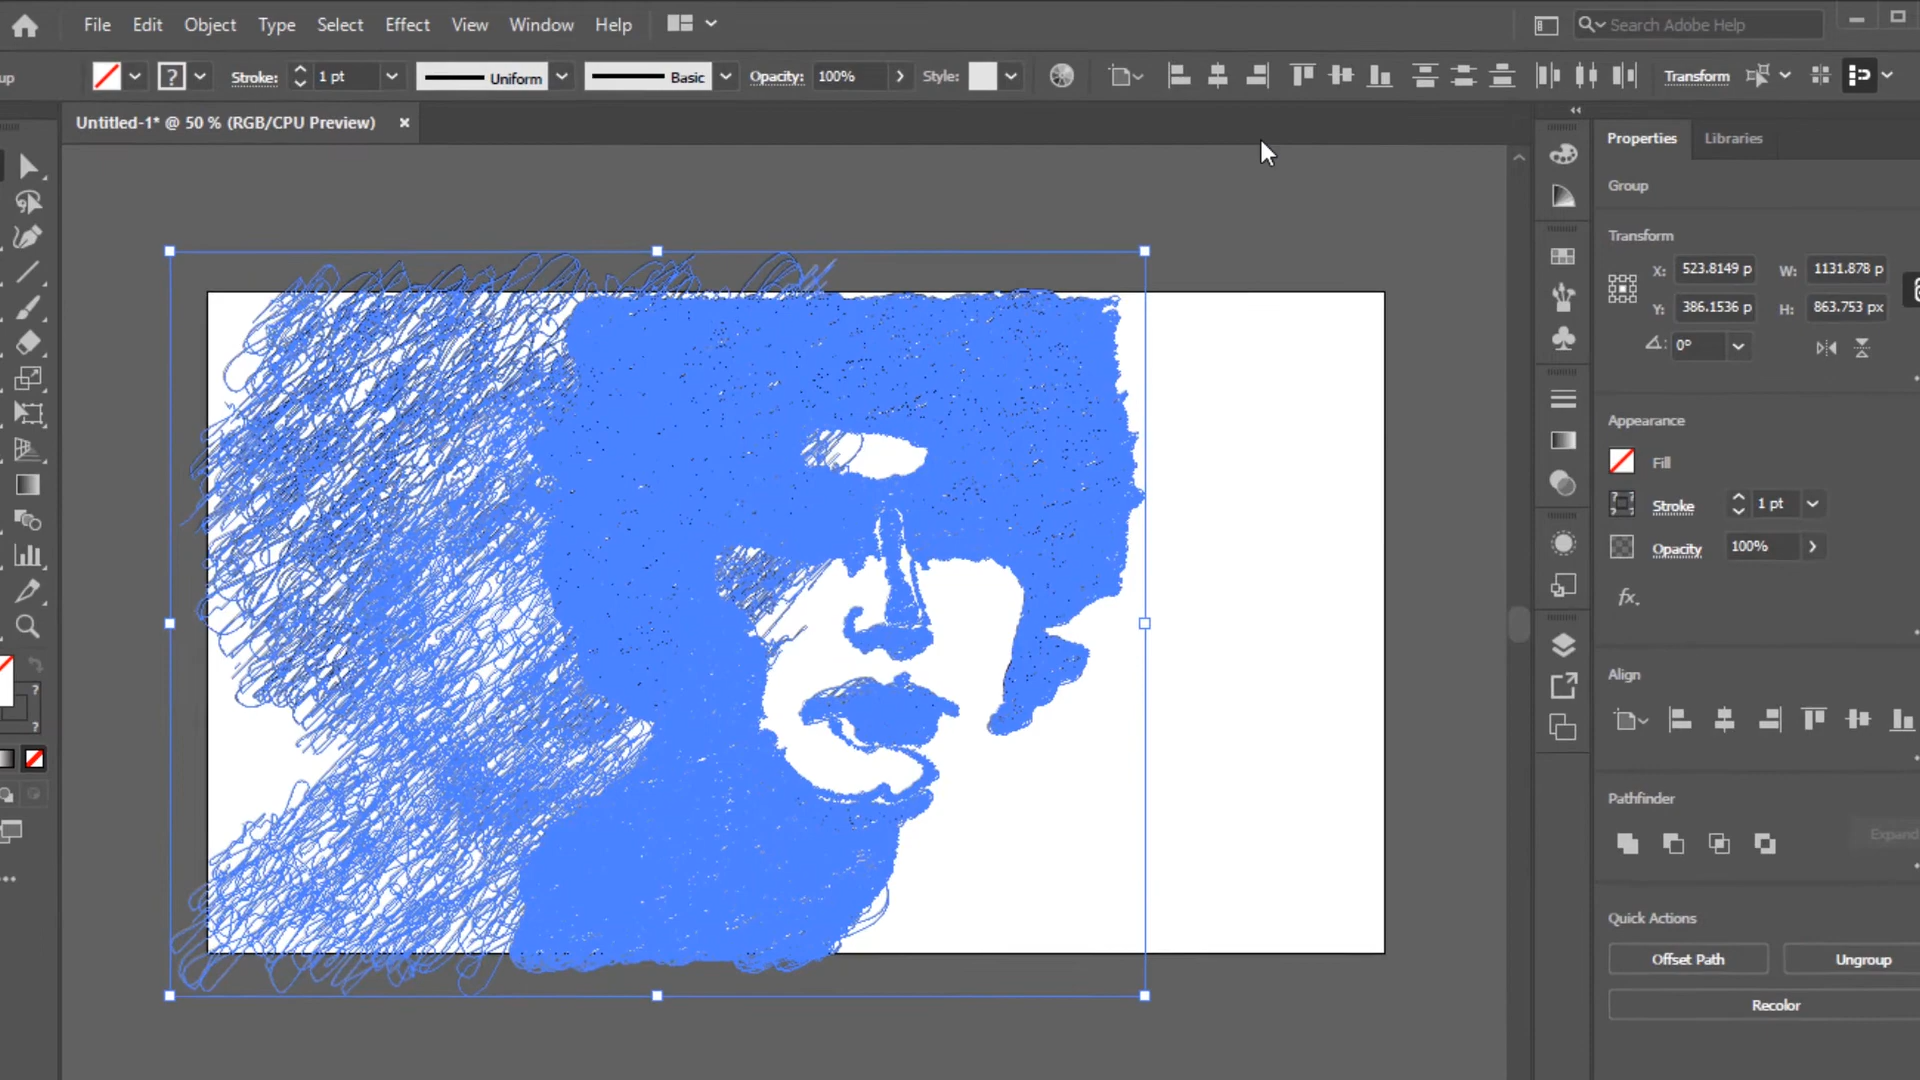 File Edit Object Type Select Effect View Window Help
Search Adobe Help
up
?
Stroke: 1 pt
Uniform
Basic
Opacity: 100%
Style:
Transform
Untitled-1* @ 50 % (RGB/CPU Preview) ×
Properties Libraries
Group
Transform
X: 523.8149 p W: 1131.878 p
Y: 386.1536 p H: 863.753 px
0°
Appearance
Fill
Stroke 1 pt
Opacity 100%
fx.
Align
Pathfinder
Expand
Quick Actions
Offset Path Ungroup
Recolor
?
?